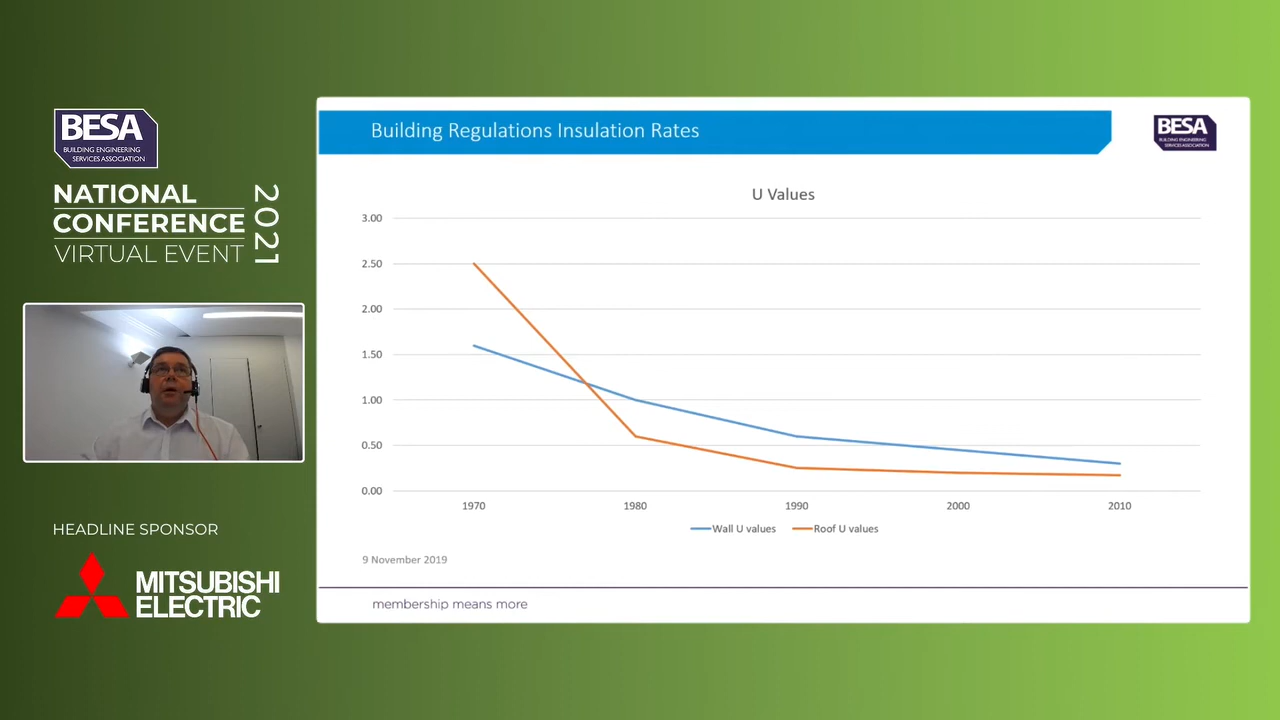 BESA
BUILDING ENGINEERING
SERVICES ASSOCIATION
NATIONAL
CONFERENCE
VIRTUAL EVENT
2021
HEADLINE SPONSOR
MITSUBISHI
ELECTRIC
Building Regulations Insulation Rates
BESA
BUILDING ENGINEERING
SERVICES ASSOCIATION
U Values
3.00
2.50
2.00
1.50
1.00
0.50
0.00
1970 1980 1990 2000 2010
Wall U values Roof U values
9 November 2019
membership means more